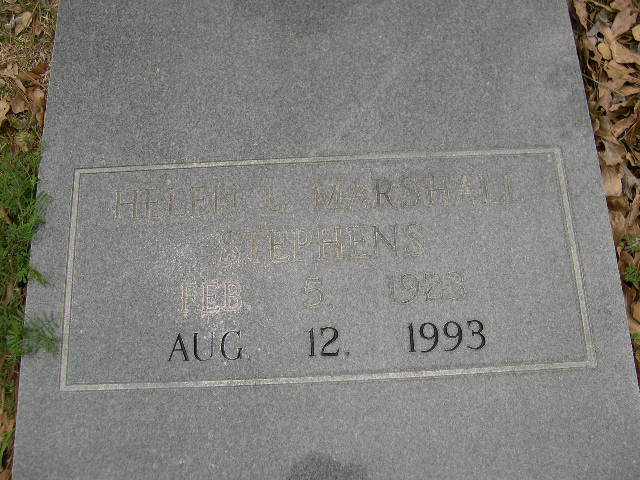 HELEN L. MARSHALL
STEPHENS
FEB. 5, 1923
AUG 12, 1993